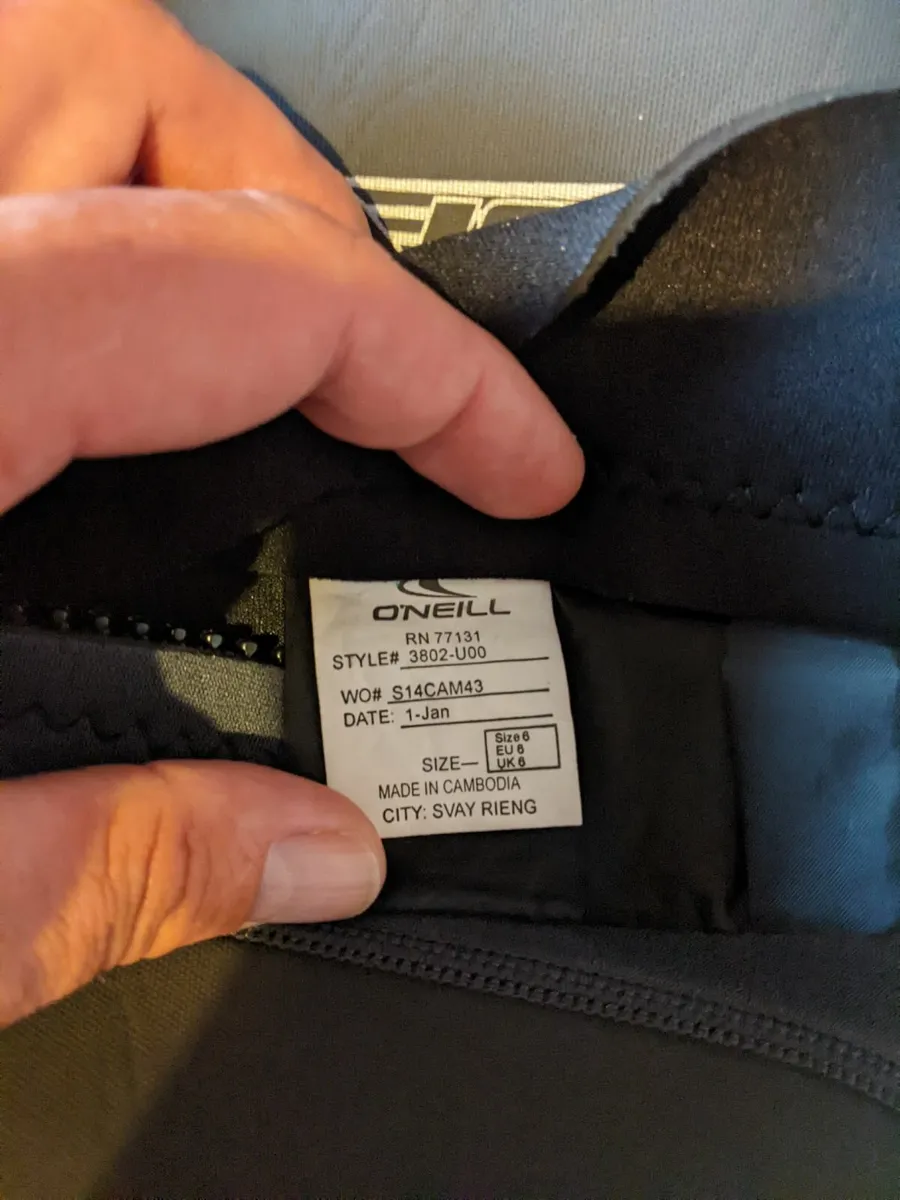 O'NEILL
RN 77131
STYLE# 3802-U00
WO# S14CAM43
DATE: 1-Jan
SIZE— Size 6
EU 6
UK 6
MADE IN CAMBODIA
CITY: SVAY RIENG